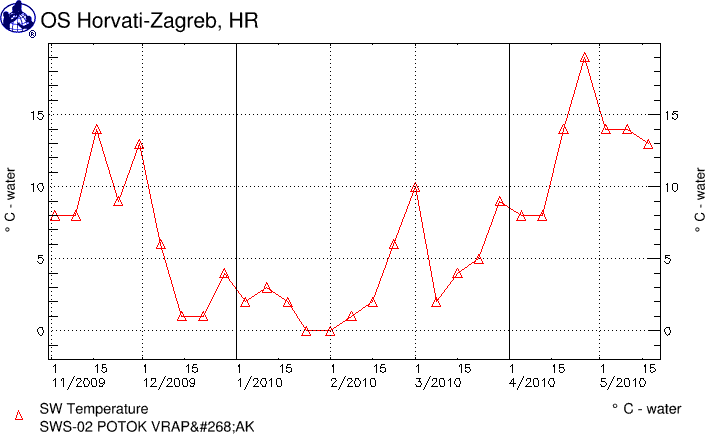 OS Horvati-Zagreb, HR
®
15 15
10 10
5 5
0 0
° C - water
° C - water
1 15 1 15 1 15 1 15 1 15 1 15 1 15
11/2009 12/2009 1/2010 2/2010 3/2010 4/2010 5/2010
SW Temperature ° C - water
SWS-02 POTOK VRAP&#268;AK